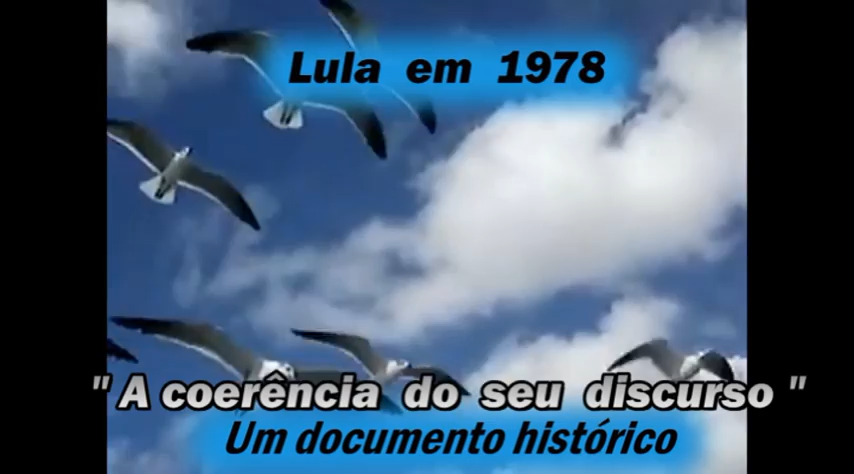 Lula em 1978
" A coerência do seu discurso "
Um documento histórico